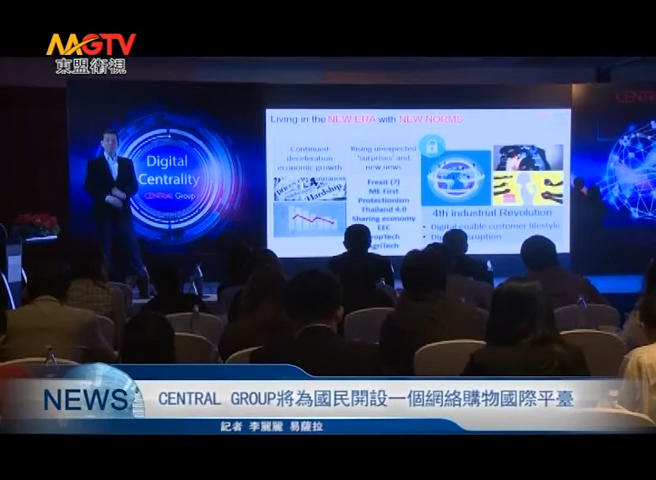 MGTV
東盟衛視
CENTRAL
Living in the NEW ERA with NEW NORMS
Digital
Centrality
CENTRAL Group
Continued
deceleration
economic growth
Rising unexpected
'surprises' and
new news
Frexit (?)
ME First
Protectionism
Thailand 4.0
Sharing economy
EEC
Hardship
4th industrial Revolution
• Digital enable customer lifestyle
NEWS
CENTRAL GROUP將為國民開設一個網絡購物國際平臺
記者 李麗麗 易薩拉